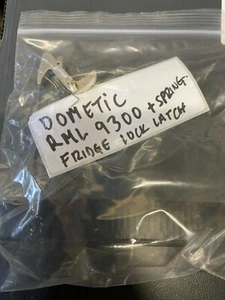 DOMETIC
RML 9300 + SPRING.
FRIDGE LOCK LATCH